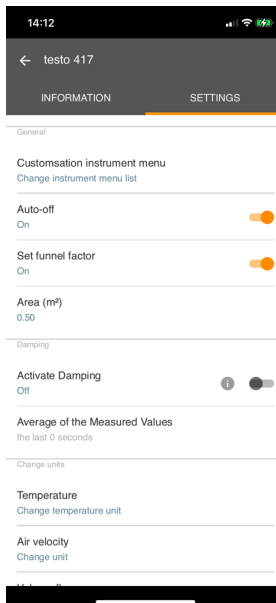 14:12
testo 417
INFORMATION
SETTINGS
General
Customsation instrument menu
Change instrument menu list
Auto-off
On
Set funnel factor
On
Area (m²)
0.50
Damping
Activate Damping
Off
Average of the Measured Values
the last 0 seconds
Change units
Temperature
Change temperature unit
Air velocity
Change unit